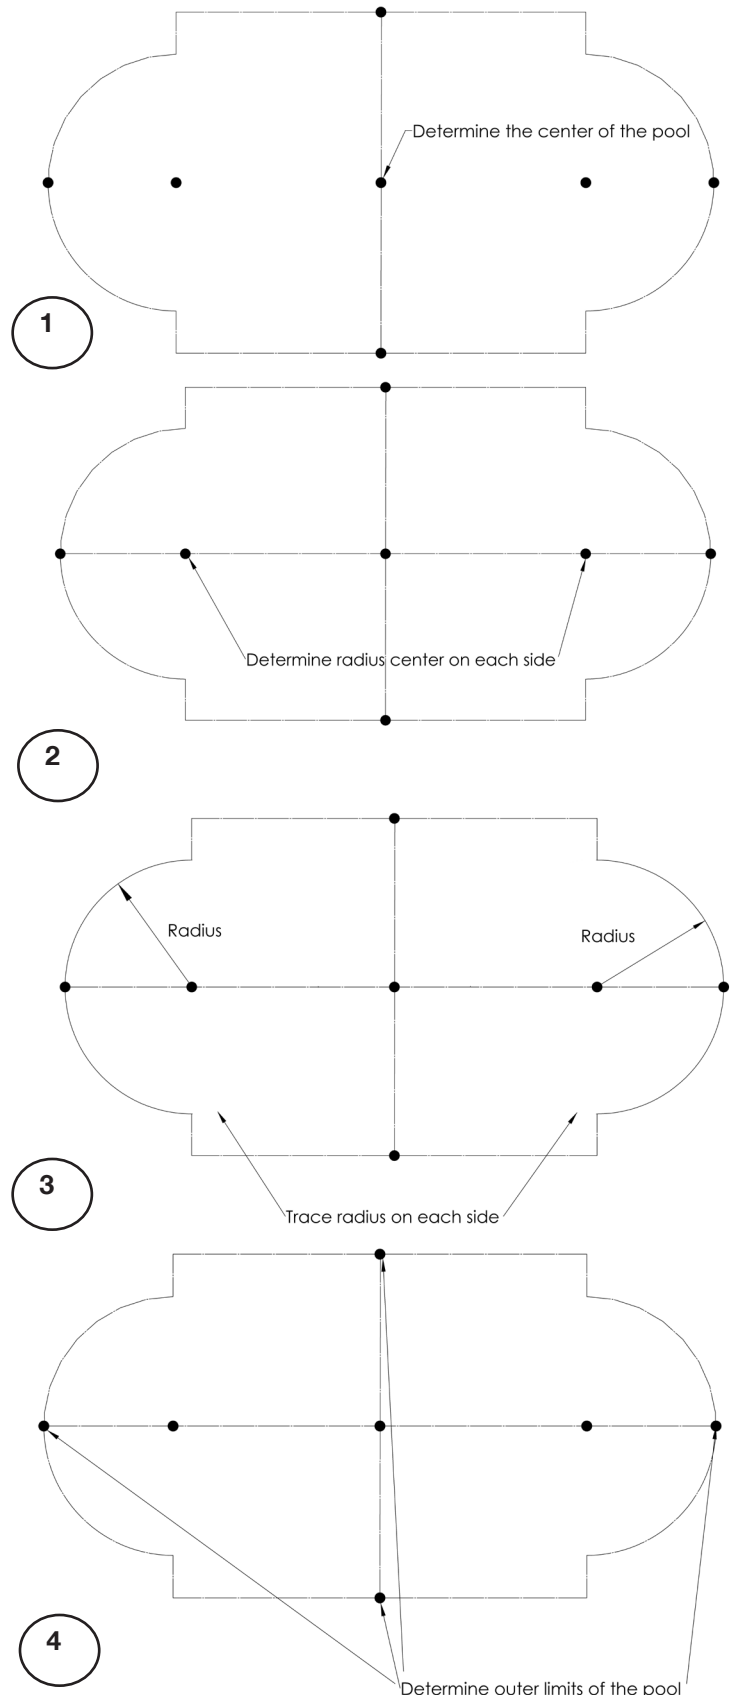 Determine the center of the pool
1
Determine radius center on each side
2
Radius
Radius
3
Trace radius on each side
4
Determine outer limits of the pool